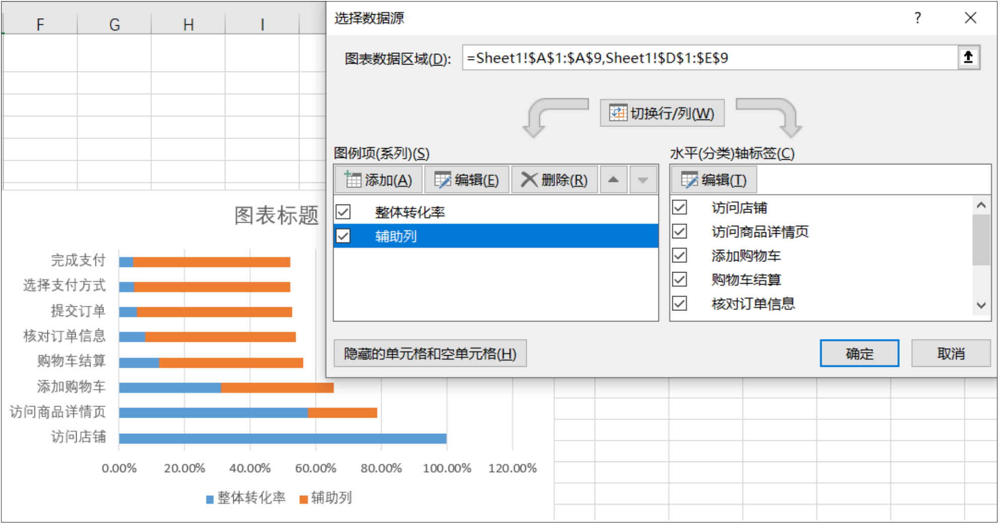 F G H I
选择数据源
?
图表数据区域(D):
=Sheet1!$A$1:$A$9,Sheet1!$D$1:$E$9
切换行/列(W)
图例项(系列)(S)
添加(A)
编辑(E)
删除(R)
整体转化率
辅助列
水平(分类)轴标签(C)
编辑(T)
访问店铺
访问商品详情页
添加购物车
购物车结算
核对订单信息
隐藏的单元格和空单元格(H)
确定
取消
图表标题
完成支付
选择支付方式
提交订单
核对订单信息
购物车结算
添加购物车
访问商品详情页
访问店铺
0.00% 20.00% 40.00% 60.00% 80.00% 100.00% 120.00%
整体转化率 辅助列